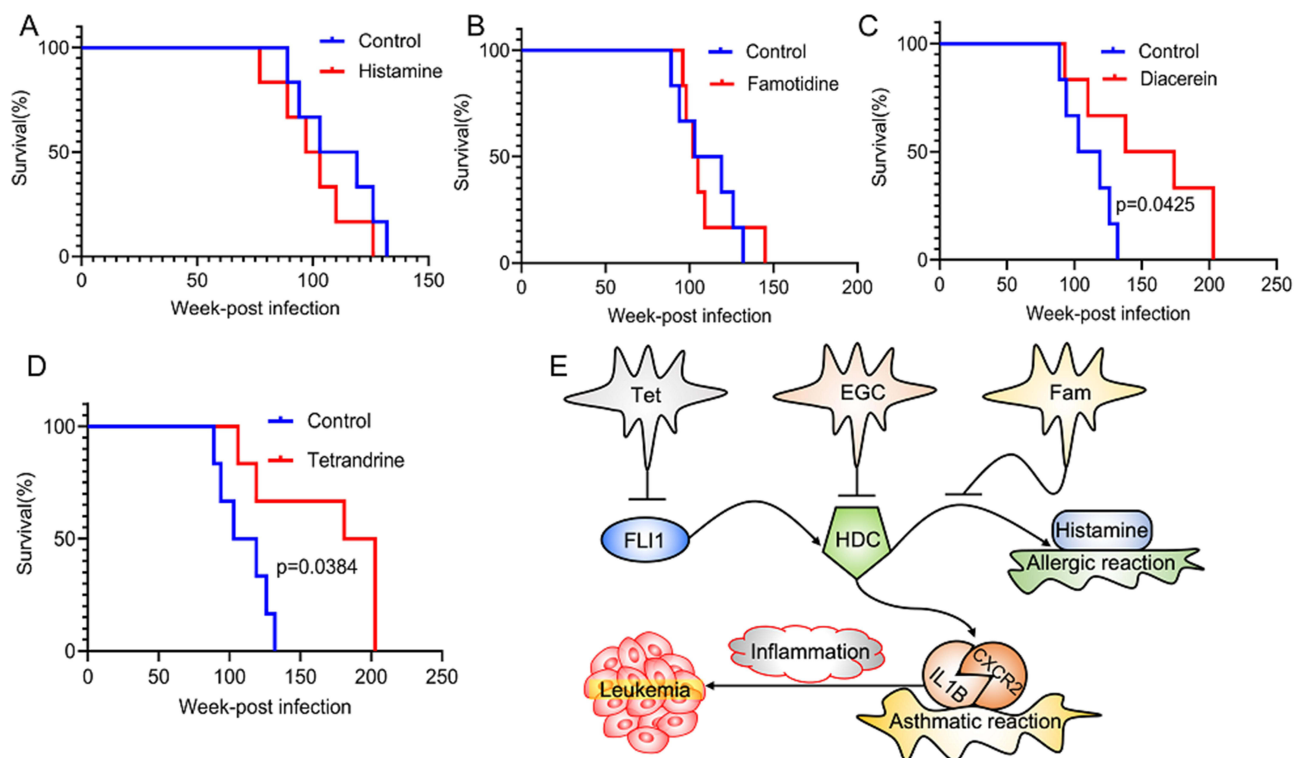 A
Control
Histamine
100
50
0
Survival(%)
0 50 100 150
Week-post infection
B
Control
Famotidine
100
50
0
Survival(%)
0 50 100 150 200
Week-post infection
C
Control
Diacerein
100
50
0
Survival(%)
p=0.0425
0 50 100 150 200 250
Week-post infection
D
Control
Tetrandrine
100
50
0
Survival(%)
p=0.0384
0 50 100 150 200 250
Week-post infection
E
Tet
EGC
Fam
FLI1
HDC
Histamine
Allergic reaction
Inflammation
Leukemia
IL1B
CXCR2
Asthmatic reaction